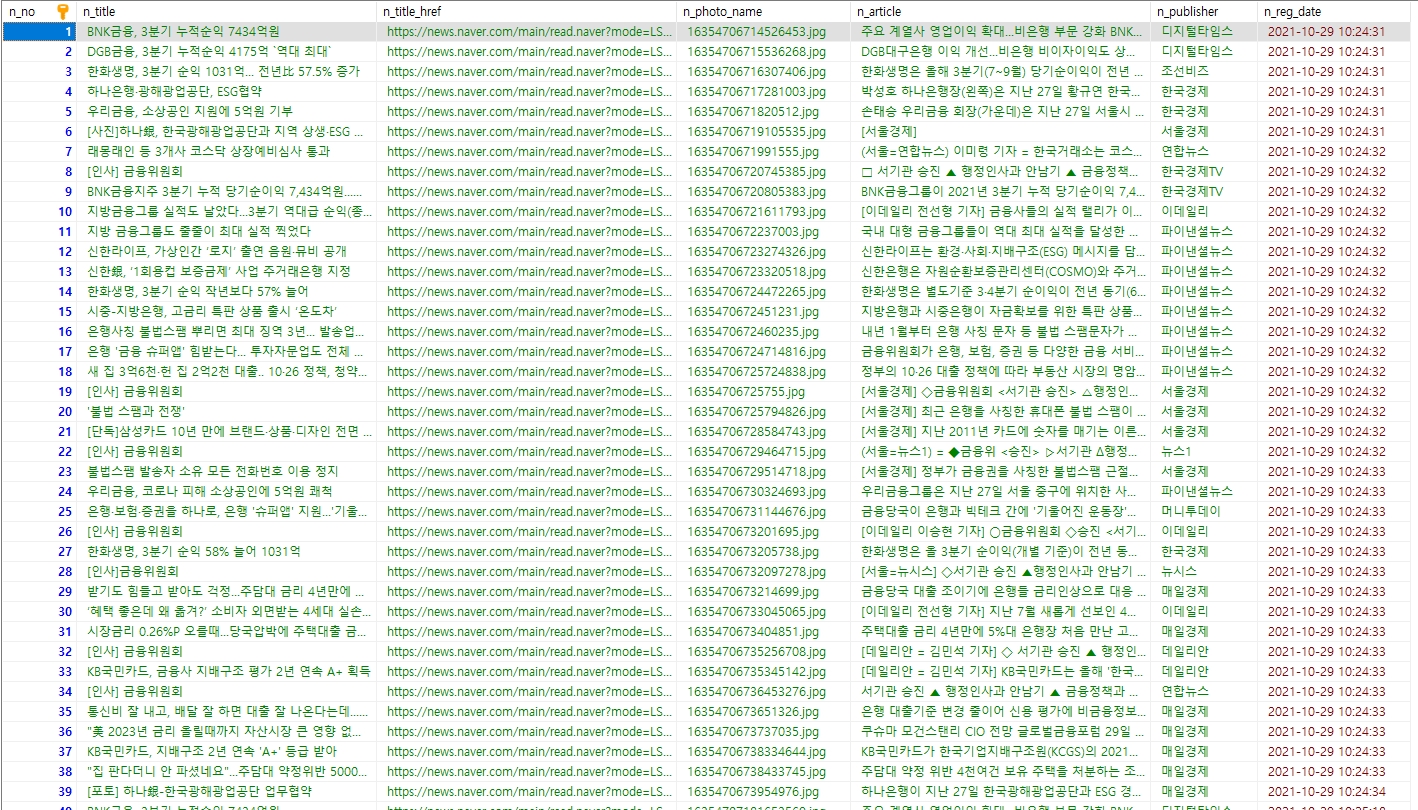 n_no n_title n_title_href n_photo_name n_article n_publisher n_reg_date
1 BNK금융, 3분기 누적순익 7434억원 https://news.naver.com/main/read.naver?mode=LS... 16354706714526453.jpg 주요 계열사 영업이익 확대...비은행 부문 강화 BNK... 디지털타임스 2021-10-29 10:24:31
2 DGB금융, 3분기 누적순익 4175억 `역대 최대` https://news.naver.com/main/read.naver?mode=LS... 16354706715536268.jpg DGB대구은행 이익 개선...비은행 비이자이익도 상... 디지털타임스 2021-10-29 10:24:31
3 한화생명, 3분기 순익 1031억... 전년比 57.5% 증가 https://news.naver.com/main/read.naver?mode=LS... 16354706716307406.jpg 한화생명은 올해 3분기(7~9월) 당기순이익이 전년 ... 조선비즈 2021-10-29 10:24:31
4 하나은행·광해광업공단, ESG협약 https://news.naver.com/main/read.naver?mode=LS... 16354706717281003.jpg 박성호 하나은행장(왼쪽)은 지난 27일 황규연 한국... 한국경제 2021-10-29 10:24:31
5 우리금융, 소상공인 지원에 5억원 기부 https://news.naver.com/main/read.naver?mode=LS... 1635470671820512.jpg 손태승 우리금융 회장(가운데)은 지난 27일 서울시 ... 한국경제 2021-10-29 10:24:31
6 [사진]하나銀, 한국광해광업공단과 지역 상생·ESG ... https://news.naver.com/main/read.naver?mode=LS... 16354706719105535.jpg [서울경제] 서울경제 2021-10-29 10:24:31
7 래몽래인 등 3개사 코스닥 상장예비심사 통과 https://news.naver.com/main/read.naver?mode=LS... 1635470671991555.jpg (서울=연합뉴스) 이미령 기자 = 한국거래소는 코스... 연합뉴스 2021-10-29 10:24:32
8 [인사] 금융위원회 https://news.naver.com/main/read.naver?mode=LS... 16354706720745385.jpg □ 서기관 승진 ▲ 행정인사과 안남기 ▲ 금융정책... 한국경제TV 2021-10-29 10:24:32
9 BNK금융지주 3분기 누적 당기순이익 7,434억원...... https://news.naver.com/main/read.naver?mode=LS... 16354706720805383.jpg BNK금융그룹이 2021년 3분기 누적 당기순이익 7,4... 한국경제TV 2021-10-29 10:24:32
10 지방금융그룹 실적도 날았다...3분기 역대급 순익(종... https://news.naver.com/main/read.naver?mode=LS... 16354706721611793.jpg [이데일리 전선형 기자] 금융사들의 실적 랠리가 이... 이데일리 2021-10-29 10:24:32
11 지방 금융그룹도 줄줄이 최대 실적 찍었다 https://news.naver.com/main/read.naver?mode=LS... 1635470672237003.jpg 국내 대형 금융그룹들이 역대 최대 실적을 달성한 ... 파이낸셜뉴스 2021-10-29 10:24:32
12 신한라이프, 가상인간 ‘로지’ 출연 음원·뮤비 공개 https://news.naver.com/main/read.naver?mode=LS... 16354706723274326.jpg 신한라이프는 환경·사회·지배구조(ESG) 메시지를 담... 파이낸셜뉴스 2021-10-29 10:24:32
13 신한銀, '1회용컵 보증금제' 사업 주거래은행 지정 https://news.naver.com/main/read.naver?mode=LS... 16354706723320518.jpg 신한은행은 자원순환보증관리센터(COSMO)와 주거... 파이낸셜뉴스 2021-10-29 10:24:32
14 한화생명, 3분기 순익 작년보다 57% 늘어 https://news.naver.com/main/read.naver?mode=LS... 16354706724472265.jpg 한화생명은 별도기준 3·4분기 순이익이 전년 동기(6... 파이낸셜뉴스 2021-10-29 10:24:32
15 시중-지방은행, 고금리 특판 상품 출시 '온도차' https://news.naver.com/main/read.naver?mode=LS... 1635470672451231.jpg 지방은행과 시중은행이 자금확보를 위한 특판 상품... 파이낸셜뉴스 2021-10-29 10:24:32
16 은행사칭 불법스팸 뿌리면 최대 징역 3년... 발송업... https://news.naver.com/main/read.naver?mode=LS... 1635470672460235.jpg 내년 1월부터 은행 사칭 문자 등 불법 스팸문자가 ... 파이낸셜뉴스 2021-10-29 10:24:32
17 은행 '금융 슈퍼앱' 힘받는다... 투자자문업도 전체 ... https://news.naver.com/main/read.naver?mode=LS... 16354706724714816.jpg 금융위원회가 은행, 보험, 증권 등 다양한 금융 서비... 파이낸셜뉴스 2021-10-29 10:24:32
18 새 집 3억6천·헌 집 2억2천 대출.. 10·26 정책, 청약... https://news.naver.com/main/read.naver?mode=LS... 16354706725724838.jpg 정부의 10·26 대출 정책에 따라 부동산 시장의 명암... 파이낸셜뉴스 2021-10-29 10:24:32
19 [인사] 금융위원회 https://news.naver.com/main/read.naver?mode=LS... 16354706725755.jpg [서울경제] ◇금융위원회 <서기관 승진> △행정인... 서울경제 2021-10-29 10:24:32
20 '불법 스팸과 전쟁' https://news.naver.com/main/read.naver?mode=LS... 16354706725794826.jpg [서울경제] 최근 은행을 사칭한 휴대폰 불법 스팸이 ... 서울경제 2021-10-29 10:24:32
21 [단독]삼성카드 10년 만에 브랜드·상품·디자인 전면 ... https://news.naver.com/main/read.naver?mode=LS... 16354706728584743.jpg [서울경제] 지난 2011년 카드에 숫자를 매기는 이른... 서울경제 2021-10-29 10:24:32
22 [인사] 금융위원회 https://news.naver.com/main/read.naver?mode=LS... 16354706729464715.jpg (서울=뉴스1) = ◆금융위 <승진> ▷서기관 Δ행정... 뉴스1 2021-10-29 10:24:32
23 불법스팸 발송자 소유 모든 전화번호 이용 정지 https://news.naver.com/main/read.naver?mode=LS... 16354706729514718.jpg [서울경제] 정부가 금융권을 사칭한 불법스팸 근절... 서울경제 2021-10-29 10:24:33
24 우리금융, 코로나 피해 소상공인에 5억원 쾌척 https://news.naver.com/main/read.naver?mode=LS... 16354706730324693.jpg 우리금융그룹은 지난 27일 서울 중구에 위치한 사... 파이낸셜뉴스 2021-10-29 10:24:33
25 은행·보험·증권을 하나로, 은행 '슈퍼앱' 지원...'기울... https://news.naver.com/main/read.naver?mode=LS... 16354706731144676.jpg 금융당국이 은행과 빅테크 간에 '기울어진 운동장'... 머니투데이 2021-10-29 10:24:33
26 [인사] 금융위원회 https://news.naver.com/main/read.naver?mode=LS... 1635470673201695.jpg [이데일리 이승현 기자] ○금융위원회 ◇승진 <서기... 이데일리 2021-10-29 10:24:33
27 한화생명, 3분기 순익 58% 늘어 1031억 https://news.naver.com/main/read.naver?mode=LS... 1635470673205738.jpg 한화생명은 올 3분기 순이익(개별 기준)이 전년 동... 한국경제 2021-10-29 10:24:33
28 [인사]금융위원회 https://news.naver.com/main/read.naver?mode=LS... 16354706732097278.jpg [서울=뉴시스] ◇서기관 승진 ▲행정인사과 안남기 ... 뉴시스 2021-10-29 10:24:33
29 받기도 힘들고 받아도 걱정...주담대 금리 4년만에 ... https://news.naver.com/main/read.naver?mode=LS... 1635470673214699.jpg 금융당국 대출 조이기에 은행들 금리인상으로 대응 ... 매일경제 2021-10-29 10:24:33
30 '혜택 좋은데 왜 옮겨?' 소비자 외면받는 4세대 실손... https://news.naver.com/main/read.naver?mode=LS... 16354706733045065.jpg [이데일리 전선형 기자] 지난 7월 새롭게 선보인 4... 이데일리 2021-10-29 10:24:33
31 시장금리 0.26%P 오를때...당국압박에 주택대출 금... https://news.naver.com/main/read.naver?mode=LS... 1635470673404851.jpg 주택대출 금리 4년만에 5%대 은행장 처음 만난 고... 매일경제 2021-10-29 10:24:33
32 [인사] 금융위원회 https://news.naver.com/main/read.naver?mode=LS... 16354706735256708.jpg [데일리안 = 김민석 기자] ◇ 서기관 승진 ▲ 행정인... 데일리안 2021-10-29 10:24:33
33 KB국민카드, 금융사 지배구조 평가 2년 연속 A+ 획득 https://news.naver.com/main/read.naver?mode=LS... 16354706735345142.jpg [데일리안 = 김민석 기자] KB국민카드는 올해 '한국... 데일리안 2021-10-29 10:24:33
34 [인사] 금융위원회 https://news.naver.com/main/read.naver?mode=LS... 16354706736453276.jpg 서기관 승진 ▲ 행정인사과 안남기 ▲ 금융정책과 ... 연합뉴스 2021-10-29 10:24:33
35 통신비 잘 내고, 배달 잘 하면 대출 잘 나온다는데...... https://news.naver.com/main/read.naver?mode=LS... 1635470673651326.jpg 은행 대출기준 변경 줄이어 신용 평가에 비금융정보... 매일경제 2021-10-29 10:24:33
36 "美 2023년 금리 올릴때까지 자산시장 큰 영향 없... https://news.naver.com/main/read.naver?mode=LS... 1635470673737035.jpg 쿠슈마 모건스탠리 CIO 전망 글로벌금융포럼 29일 ... 매일경제 2021-10-29 10:24:33
37 KB국민카드, 지배구조 2년 연속 'A+' 등급 받아 https://news.naver.com/main/read.naver?mode=LS... 16354706738334644.jpg KB국민카드가 한국기업지배구조원(KCGS)의 2021... 매일경제 2021-10-29 10:24:33
38 "집 판다더니 안 파셨네요"...주담대 약정위반 5000... https://news.naver.com/main/read.naver?mode=LS... 16354706738433745.jpg 주담대 약정 위반 4천여건 보유 주택을 처분하는 조... 매일경제 2021-10-29 10:24:33
39 [포토] 하나銀-한국광해광업공단 업무협약 https://news.naver.com/main/read.naver?mode=LS... 16354706739549​76.jpg 하나은행이 지난 27일 한국광해광업공단과 ESG 경... 매일경제 2021-10-29 10:24:33